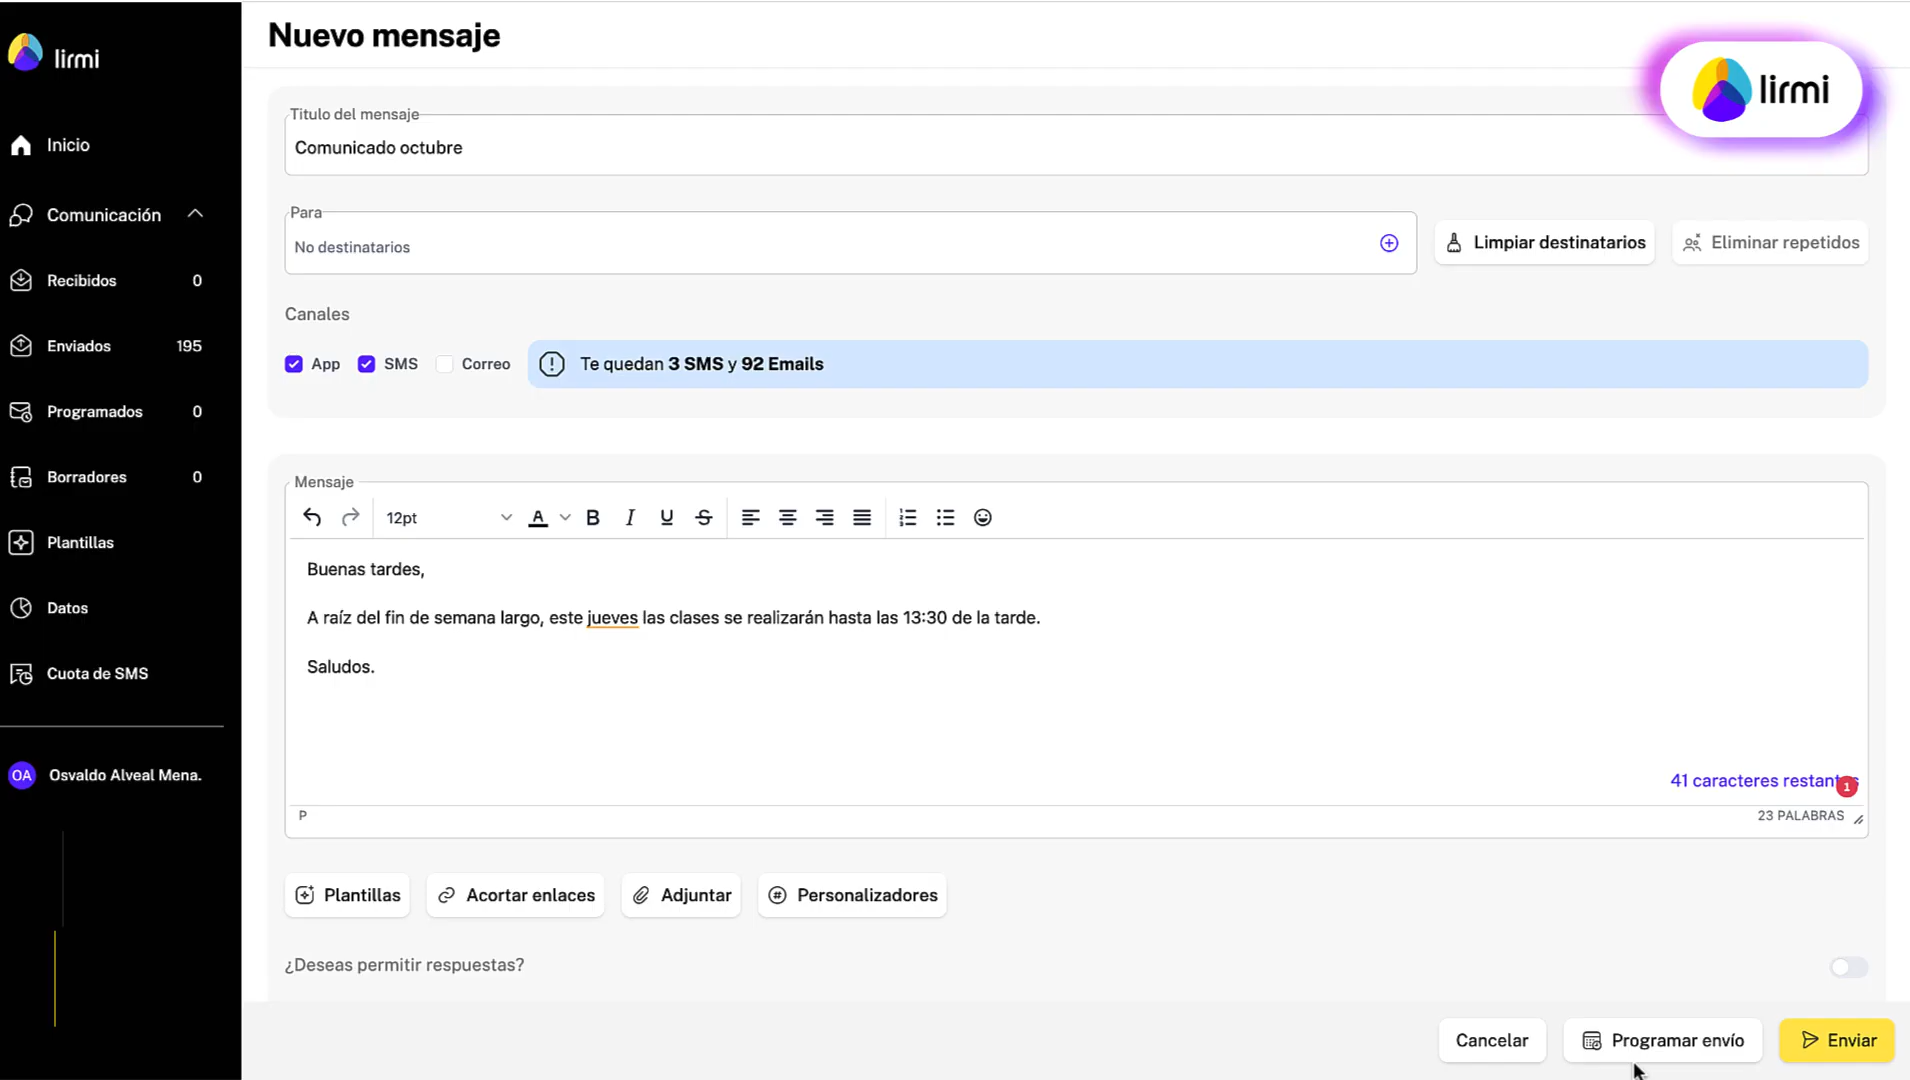 lirmi
Nuevo mensaje
lirmi
Inicio
Comunicación
Recibidos 0
Enviados 195
Programados 0
Borradores 0
Plantillas
Datos
Cuota de SMS
OA Osvaldo Alveal Mena.
Titulo del mensaje
Comunicado octubre
Para
No destinatarios
Limpiar destinatarios
Eliminar repetidos
Canales
App SMS Correo
Te quedan 3 SMS y 92 Emails
Mensaje
12pt A B I U S
Buenas tardes,
A raíz del fin de semana largo, este jueves las clases se realizarán hasta las 13:30 de la tarde.
Saludos.
41 caracteres
1
P
23 PALABRAS
Plantillas Acortar enlaces Adjuntar Personalizadores
¿Deseas permitir respuestas?
Cancelar Programar envío Enviar